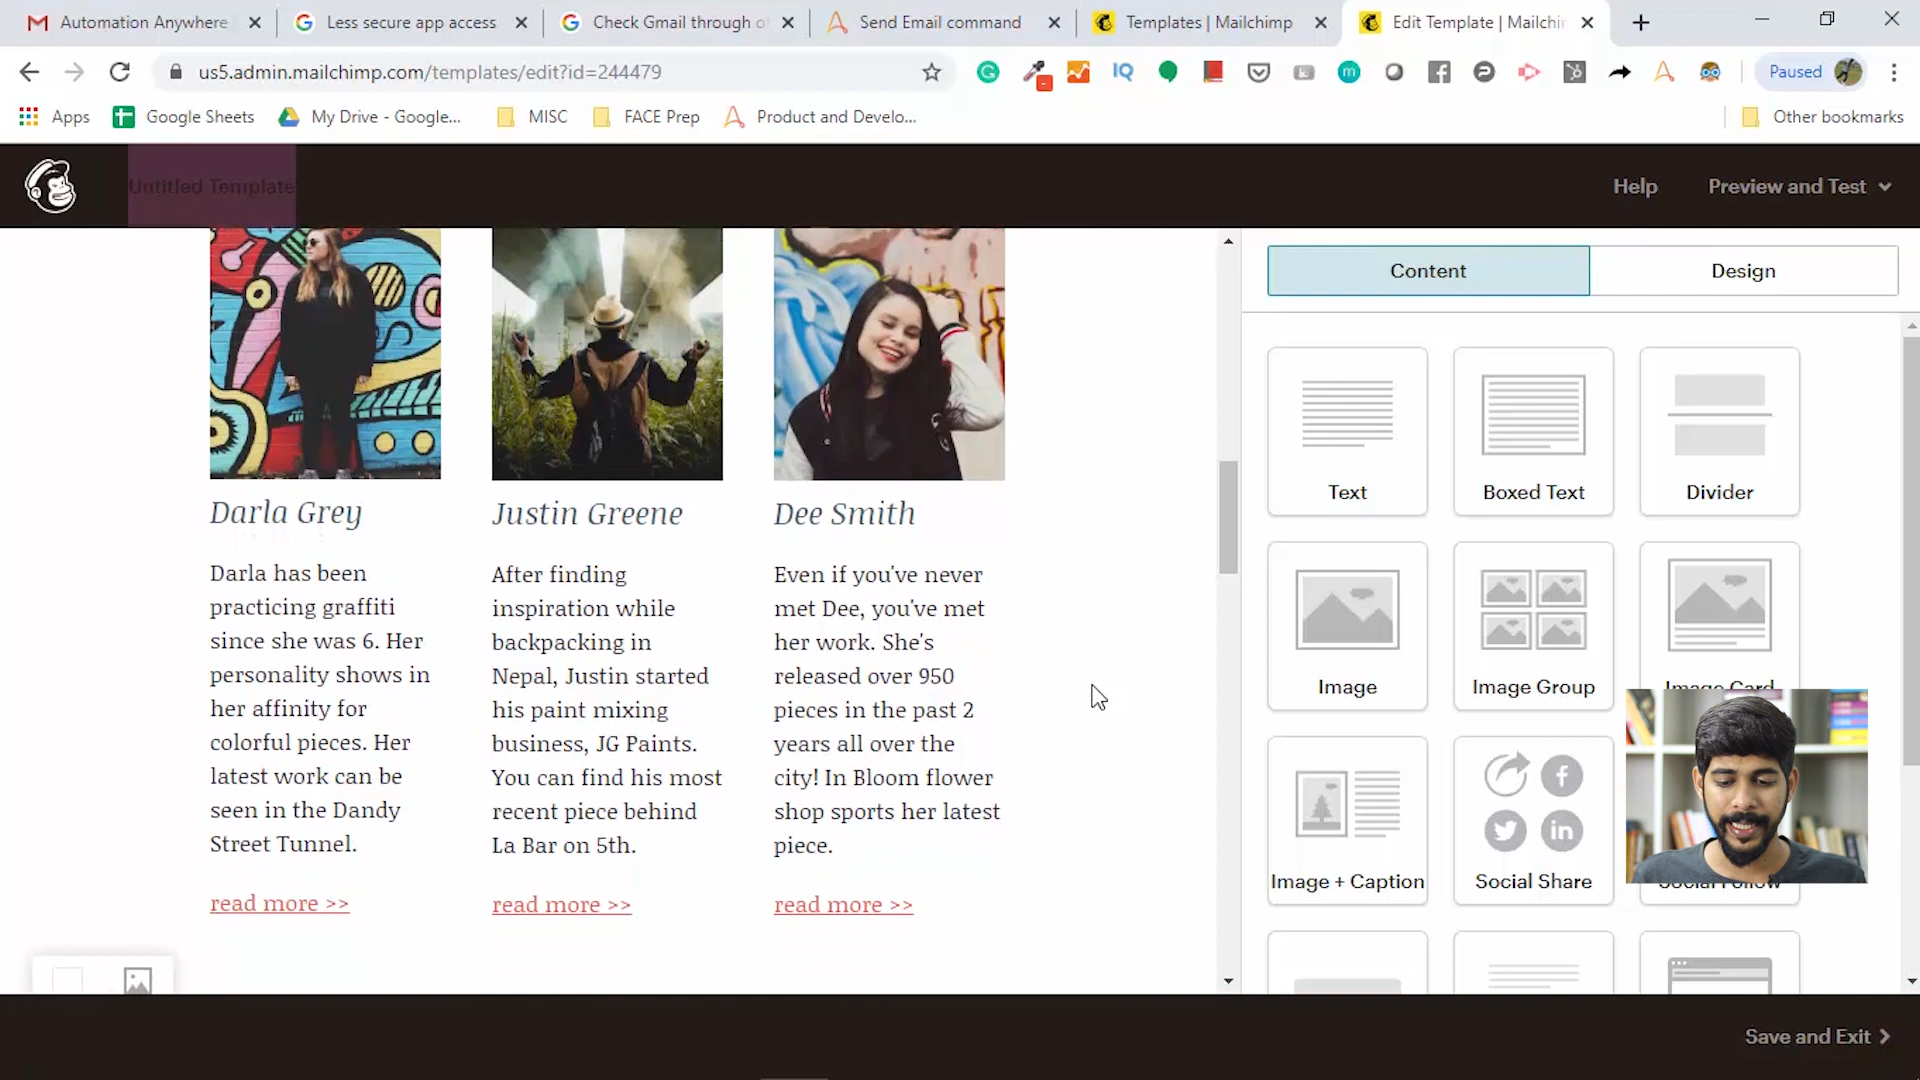 Automation Anywhere
Less secure app access
Check Gmail through o
Send Email command
Templates | Mailchimp
Edit Template | Mailchi
us5.admin.mailchimp.com/templates/edit?id=244479
IQ
m
Paused
Apps
Google Sheets
My Drive - Google...
MISC
FACE Prep
Product and Develo...
Other bookmarks
Untitled Template
Help
Preview and Test
Content
Design
Darla Grey
Darla has been
practicing graffiti
since she was 6. Her
personality shows in
her affinity for
colorful pieces. Her
latest work can be
seen in the Dandy
Street Tunnel.
read more >>
Justin Greene
After finding
inspiration while
backpacking in
Nepal, Justin started
his paint mixing
business, JG Paints.
You can find his most
recent piece behind
La Bar on 5th.
read more >>
Dee Smith
Even if you've never
met Dee, you've met
her work. She's
released over 950
pieces in the past 2
years all over the
city! In Bloom flower
shop sports her latest
piece.
read more >>
Text
Boxed Text
Divider
Image
Image Group
Image Card
Image + Caption
Social Share
Social Follow
Save and Exit